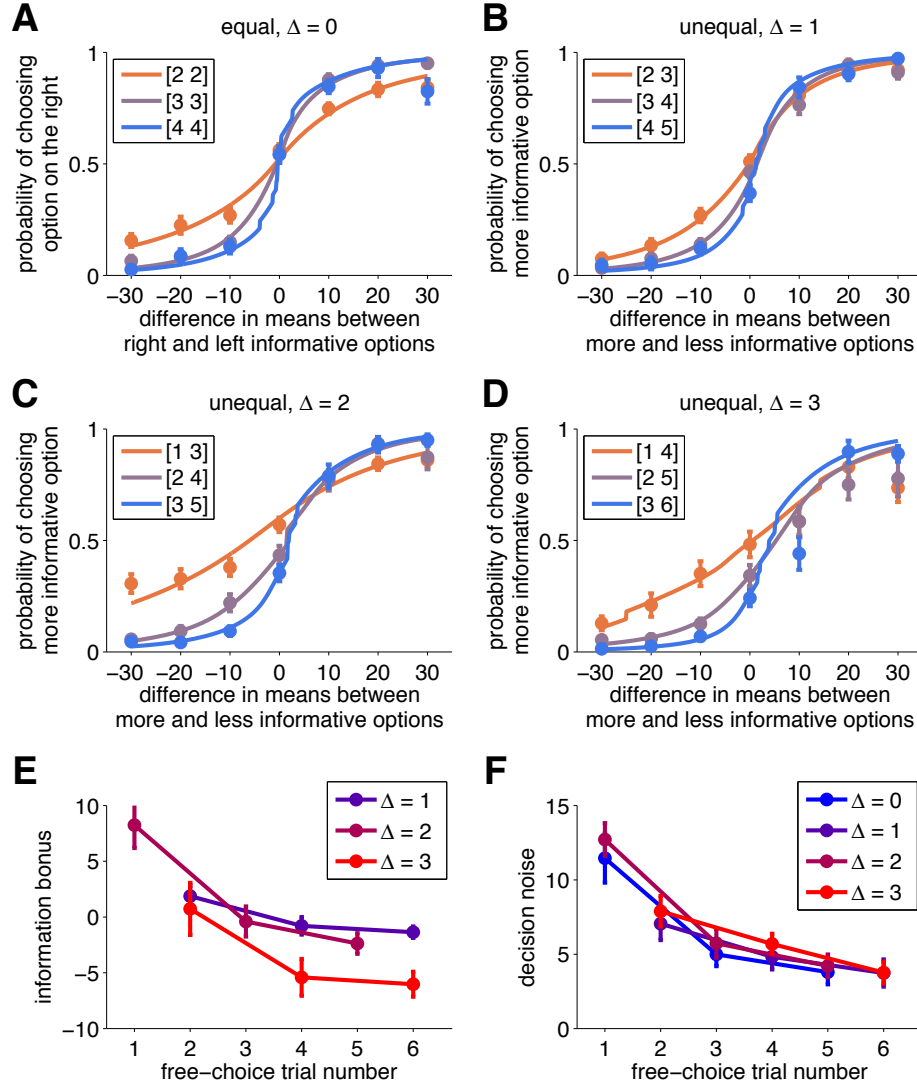 A
equal, Δ = 0
probability of choosing
option on the right
1
0.5
0
[2 2]
[3 3]
[4 4]
−30 −20 −10 0 10 20 30
difference in means between
right and left informative options
B
unequal, Δ = 1
probability of choosing
more informative option
1
0.5
0
[2 3]
[3 4]
[4 5]
−30 −20 −10 0 10 20 30
difference in means between
more and less informative options
C
unequal, Δ = 2
probability of choosing
more informative option
1
0.5
0
[1 3]
[2 4]
[3 5]
−30 −20 −10 0 10 20 30
difference in means between
more and less informative options
D
unequal, Δ = 3
probability of choosing
more informative option
1
0.5
0
[1 4]
[2 5]
[3 6]
−30 −20 −10 0 10 20 30
difference in means between
more and less informative options
E
information bonus
10
5
0
−5
−10
Δ = 1
Δ = 2
Δ = 3
1 2 3 4 5 6
free−choice trial number
F
decision noise
15
10
5
0
Δ = 0
Δ = 1
Δ = 2
Δ = 3
1 2 3 4 5 6
free−choice trial number